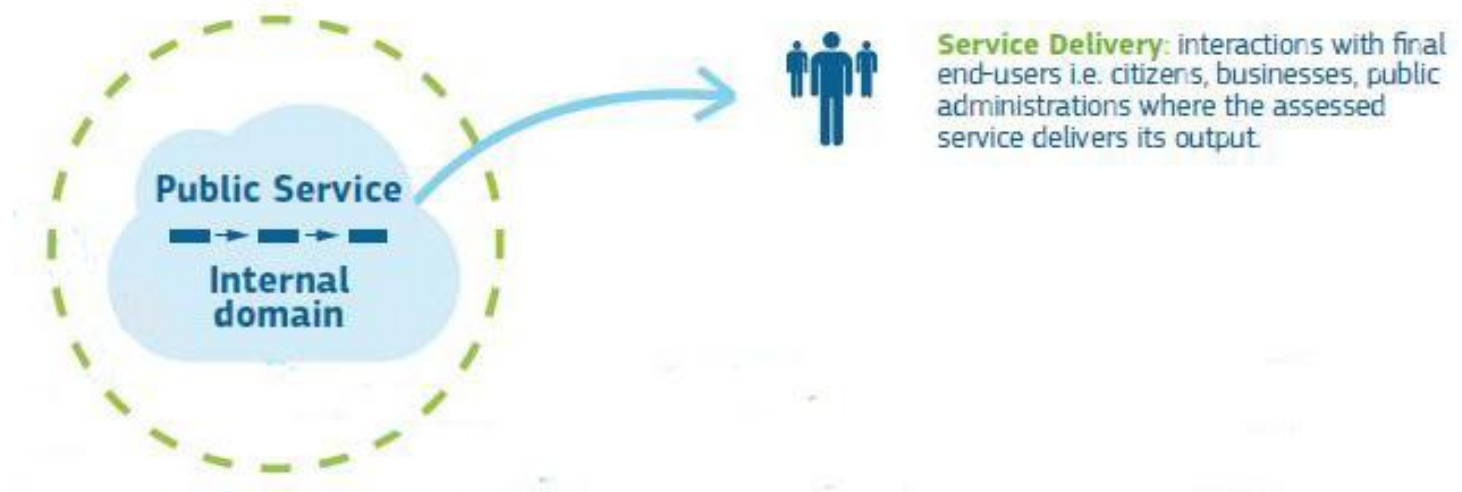 Public Service
Internal
domain
Service Delivery: interactions with final
end-users i.e. citizens, businesses, public
administrations where the assessed
service delivers its output.